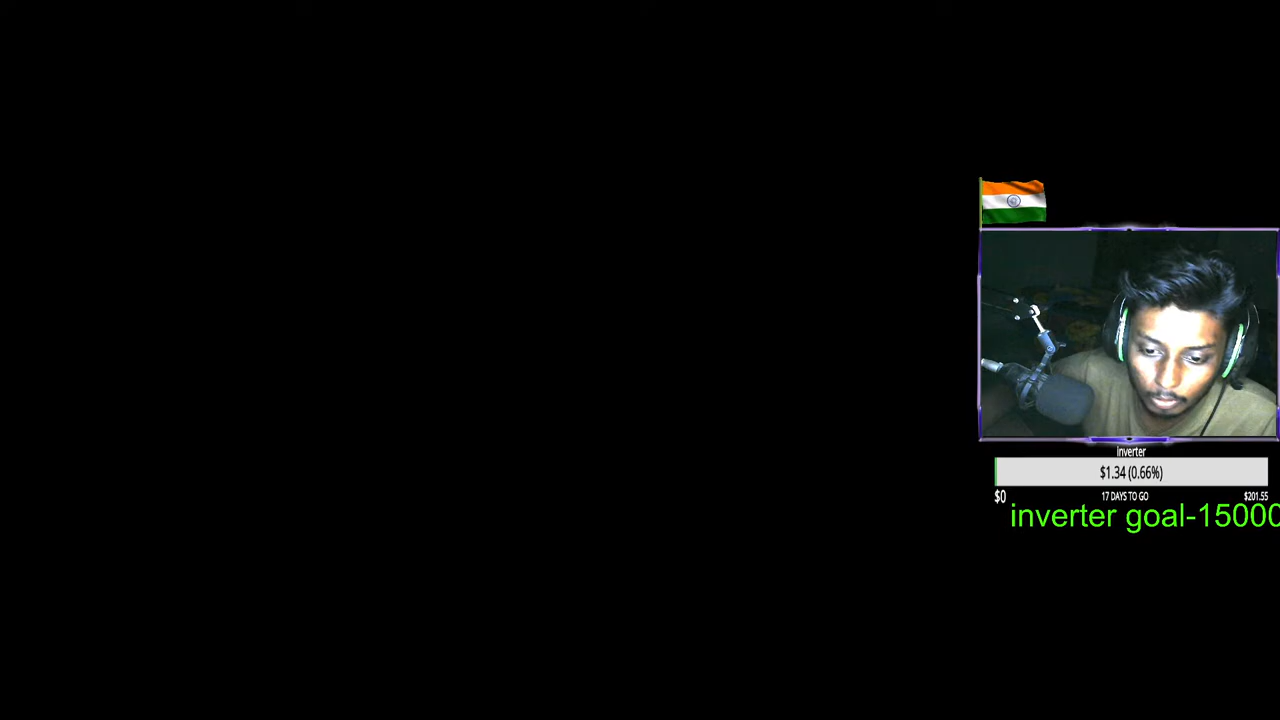 inverter
$1.34 (0.66%)
$0 17 DAYS TO GO $201.55
inverter goal-15000